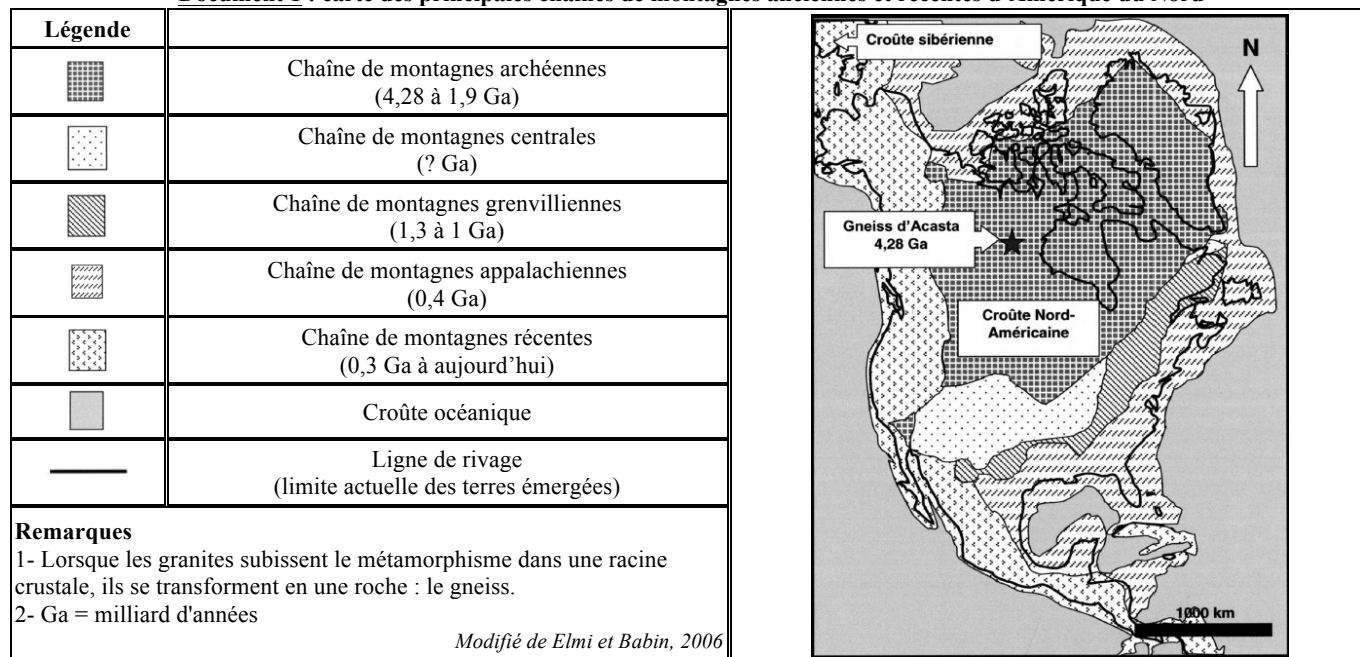 Document 1 : carte des principales chaînes de montagnes anciennes et récentes d'Amérique du Nord
Légende
Chaîne de montagnes archéennes
(4,28 à 1,9 Ga)
Chaîne de montagnes centrales
(? Ga)
Chaîne de montagnes grenvilliennes
(1,3 à 1 Ga)
Chaîne de montagnes appalachiennes
(0,4 Ga)
Chaîne de montagnes récentes
(0,3 Ga à aujourd’hui)
Croûte océanique
Ligne de rivage
(limite actuelle des terres émergées)
Remarques
1- Lorsque les granites subissent le métamorphisme dans une racine
crustale, ils se transforment en une roche : le gneiss.
2- Ga = milliard d'années
Modifié de Elmi et Babin, 2006
Croûte sibérienne
N
Gneiss d’Acasta
4,28 Ga
Croûte Nord-
Américaine
1000 km